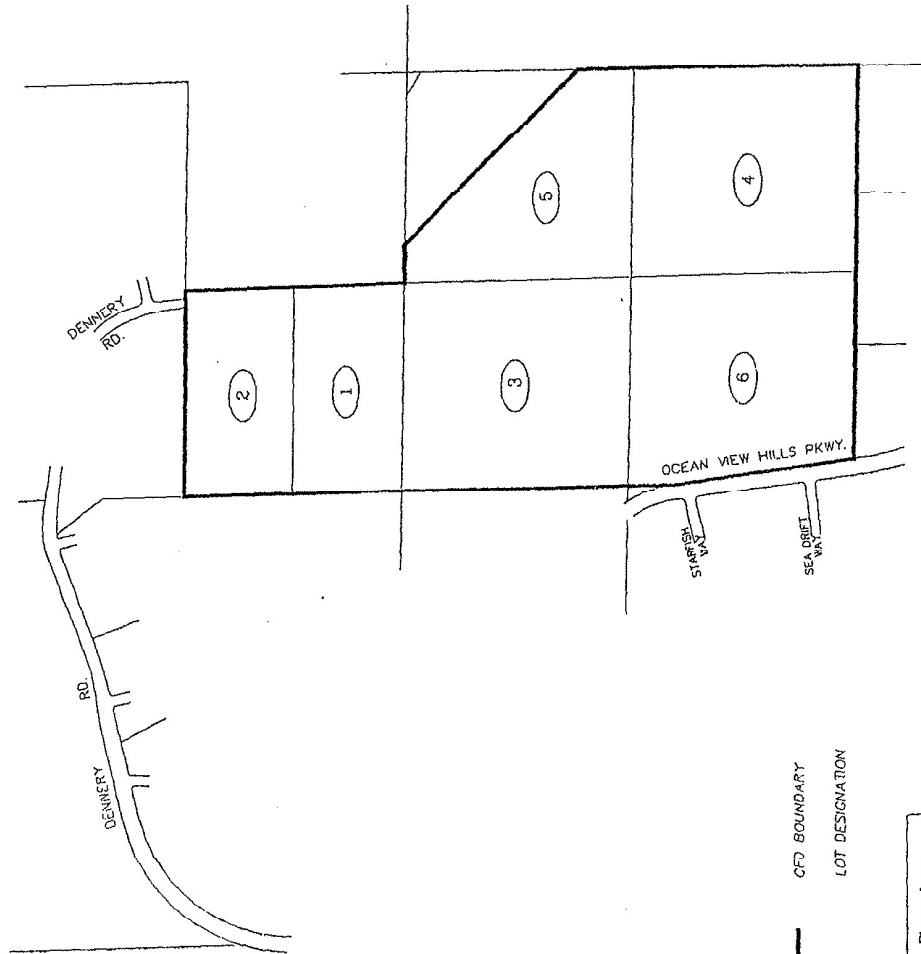 DENNERY
RD.
2
1
3
5
4
6
OCEAN VIEW HILLS PKWY.
STARFISH
WAY
SEA DRIFT
WAY
DENNERY
RD.
CFD BOUNDARY
LOT DESIGNATION